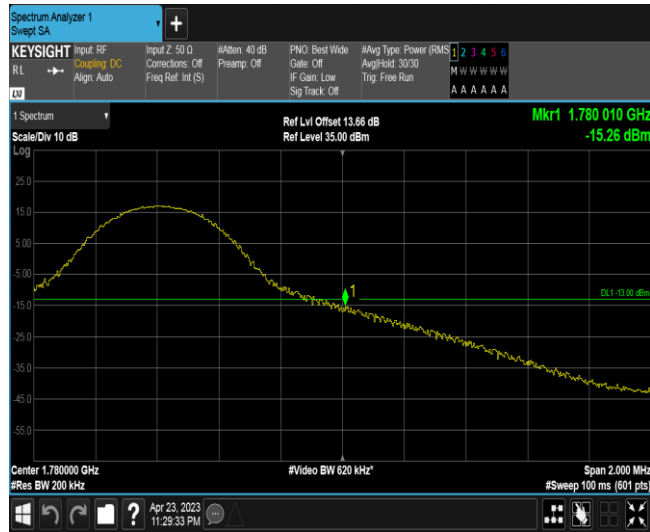 Spectrum Analyzer 1
Swept SA
KEYSIGHT
RL
LXI
Input: RF
Coupling: DC
Align: Auto
Input Z: 50 Ω
Corrections: Off
Freq Ref: Int (S)
#Atten: 40 dB
Preamp: Off
PNO: Best Wide
Gate: Off
IF Gain: Low
Sig Track: Off
#Avg Type: Power (RMS
Avg|Hold: 30/30
Trig: Free Run
1 2 3 4 5 6
M W W W W W
A A A A A A
1 Spectrum
Scale/Div 10 dB
Ref Lvl Offset 13.66 dB
Ref Level 35.00 dBm
Mkr1 1.780 010 GHz
-15.26 dBm
Log
25.0
15.0
5.00
-5.00
-15.0
-25.0
-35.0
-45.0
-55.0
1
DL1 -13.00 dBm
Center 1.780000 GHz
#Res BW 200 kHz
#Video BW 620 kHz*
Span 2.000 MHz
#Sweep 100 ms (601 pts)
?
Apr 23, 2023
11:29:33 PM